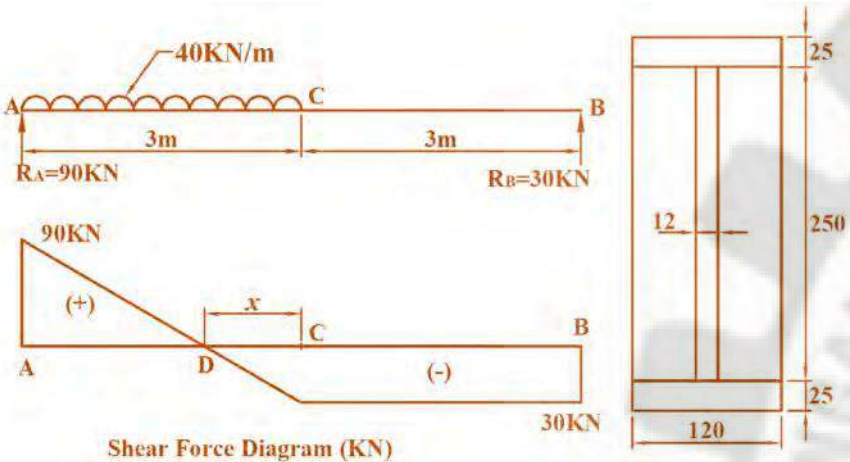 40KN/m
A
C
B
3m
3m
RA=90KN
RB=30KN
90KN
(+)
x
C
B
A
D
(-)
30KN
Shear Force Diagram (KN)
25
12
250
25
120